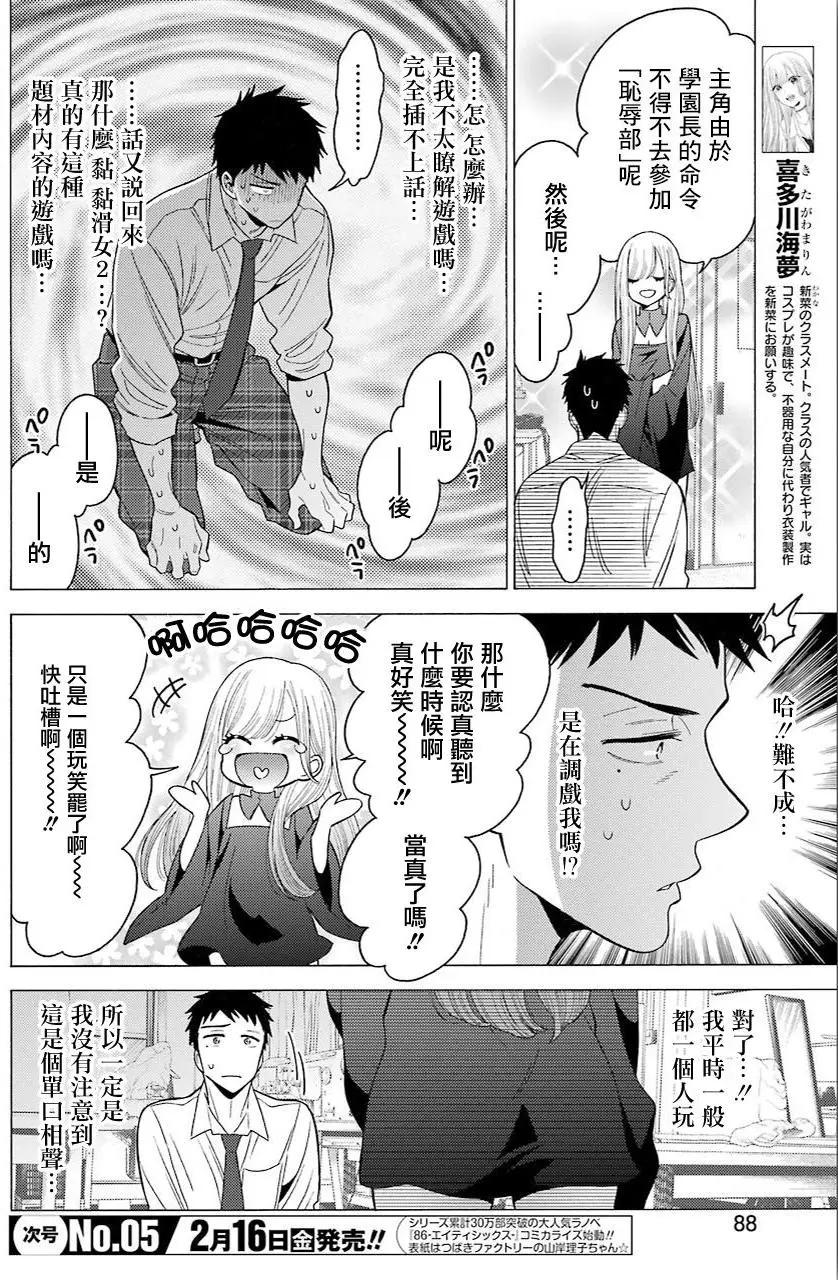 きたがわまりん
喜多川海夢
わかな
新菜のクラスメート。クラスの人気者でギャル。実は
コスプレが趣味で、不器用な自分に代わり衣装製作
を新菜にお願いする。
主角由於
學園長的命令
不得不去參加
「恥辱部」呢
然後呢…
……
……怎 怎麼辦…
是我不太瞭解遊戲嗎…
完全插不上話…
………
……話又説回來
那什麼 黏 黏滑女2…?
真的有這種
題材內容的遊戲嗎…
ペラ
ペラ
——呢
——後
ペラ
ペラ
——是
——的
哈!!難不成…
是在調戲我嗎!?
那什麼
你要認真聽到
什麼時候啊
真好笑~~~~!!
當真了嗎!!
啊哈哈哈哈
只是一個玩笑罷了啊~~~
快吐槽啊~~~~!!
對了…!!
我平時一般
都一個人玩
所以一定是
我沒有注意到
這是個單口相聲…
88
次号 No.05/2月16日金発売!!
シリーズ累計30万部突破の大人気ラノベ
『86-エイティシックス-』コミカライズ始動!!
表紙はつばきファクトリーの山岸理子ちゃん☆